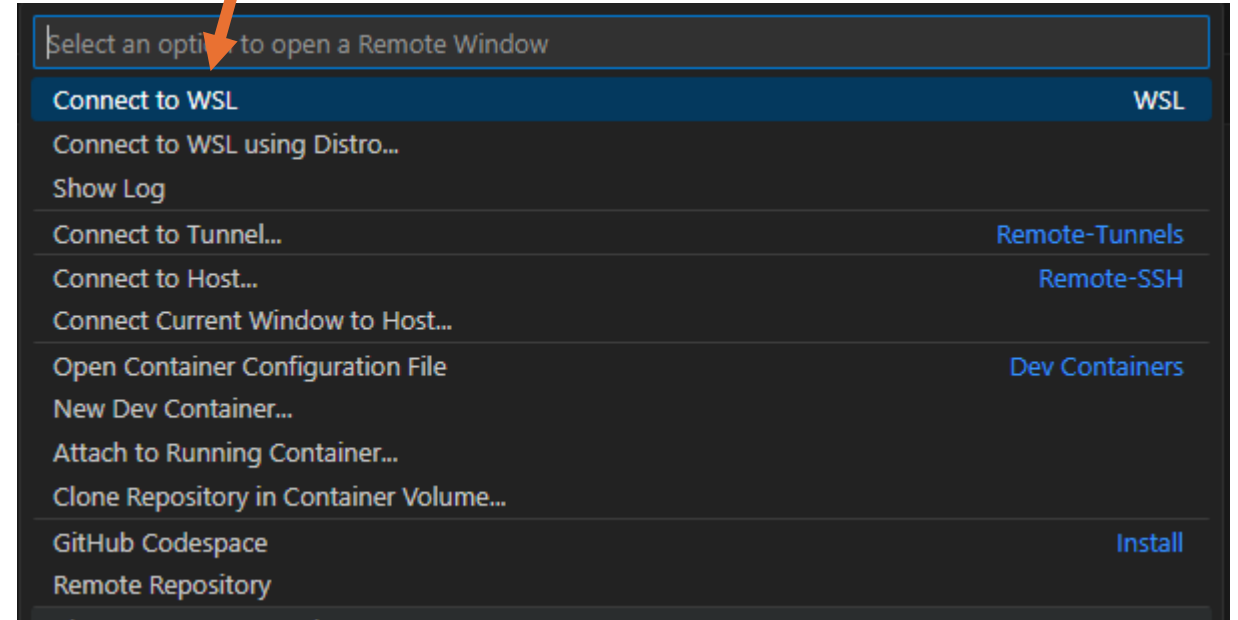 Select an option to open a Remote Window
Connect to WSL WSL
Connect to WSL using Distro...
Show Log
Connect to Tunnel... Remote-Tunnels
Connect to Host... Remote-SSH
Connect Current Window to Host...
Open Container Configuration File Dev Containers
New Dev Container...
Attach to Running Container...
Clone Repository in Container Volume...
GitHub Codespace Install
Remote Repository